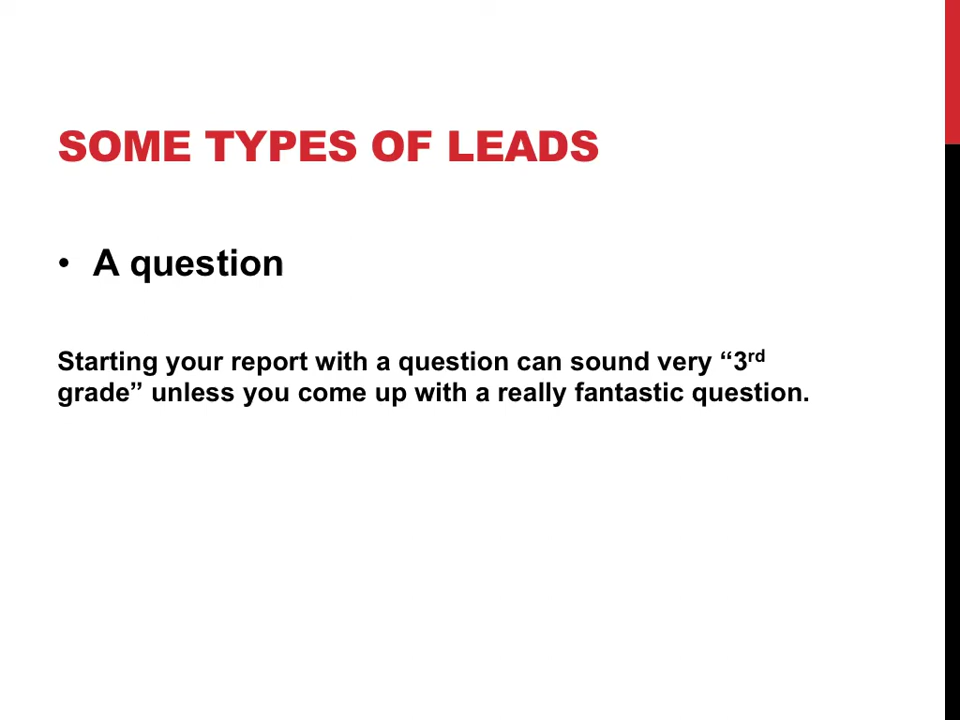 SOME TYPES OF LEADS
• A question
Starting your report with a question can sound very “3rd
grade” unless you come up with a really fantastic question.